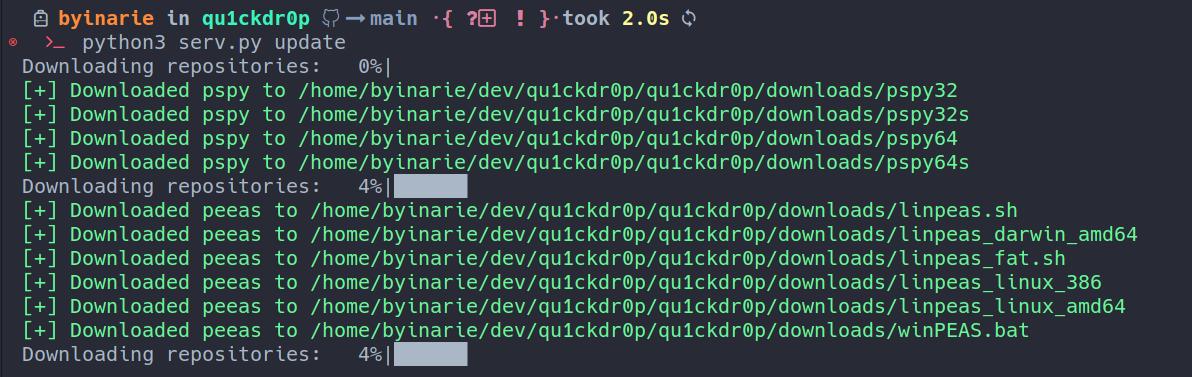 byinarie in qu1ckdr0p main ·{ ?+ ! }·took 2.0s
>_ python3 serv.py update
Downloading repositories:   0%|
[+] Downloaded pspy to /home/byinarie/dev/qu1ckdr0p/qu1ckdr0p/downloads/pspy32
[+] Downloaded pspy to /home/byinarie/dev/qu1ckdr0p/qu1ckdr0p/downloads/pspy32s
[+] Downloaded pspy to /home/byinarie/dev/qu1ckdr0p/qu1ckdr0p/downloads/pspy64
[+] Downloaded pspy to /home/byinarie/dev/qu1ckdr0p/qu1ckdr0p/downloads/pspy64s
Downloading repositories:   4%|
[+] Downloaded peeas to /home/byinarie/dev/qu1ckdr0p/qu1ckdr0p/downloads/linpeas.sh
[+] Downloaded peeas to /home/byinarie/dev/qu1ckdr0p/qu1ckdr0p/downloads/linpeas_darwin_amd64
[+] Downloaded peeas to /home/byinarie/dev/qu1ckdr0p/qu1ckdr0p/downloads/linpeas_fat.sh
[+] Downloaded peeas to /home/byinarie/dev/qu1ckdr0p/qu1ckdr0p/downloads/linpeas_linux_386
[+] Downloaded peeas to /home/byinarie/dev/qu1ckdr0p/qu1ckdr0p/downloads/linpeas_linux_amd64
[+] Downloaded peeas to /home/byinarie/dev/qu1ckdr0p/qu1ckdr0p/downloads/winPEAS.bat
Downloading repositories:   4%|